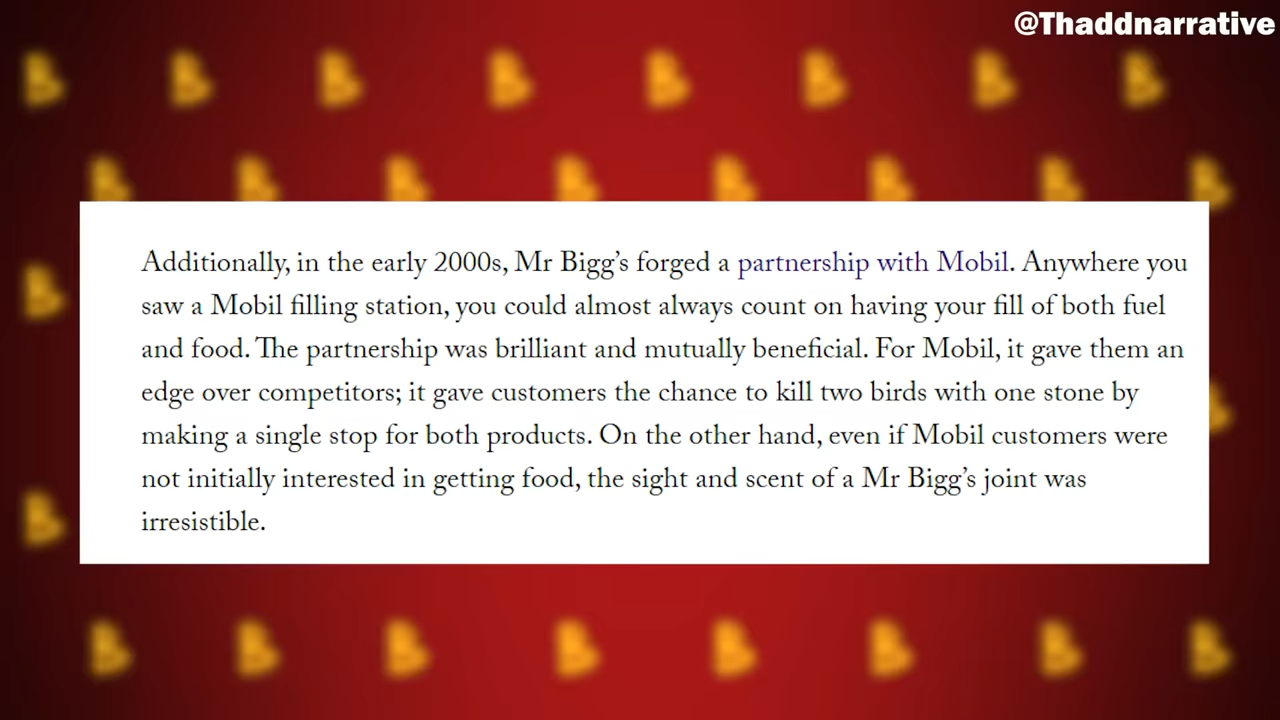 @Thaddnarrative
Additionally, in the early 2000s, Mr Bigg’s forged a partnership with Mobil. Anywhere you
saw a Mobil filling station, you could almost always count on having your fill of both fuel
and food. The partnership was brilliant and mutually beneficial. For Mobil, it gave them an
edge over competitors; it gave customers the chance to kill two birds with one stone by
making a single stop for both products. On the other hand, even if Mobil customers were
not initially interested in getting food, the sight and scent of a Mr Bigg’s joint was
irresistible.